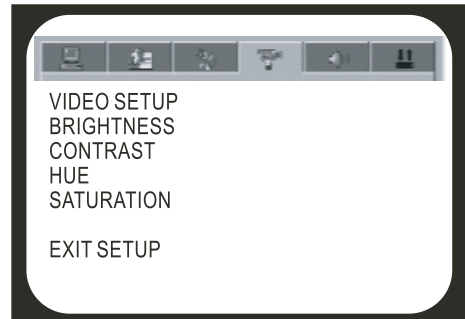 VIDEO SETUP
BRIGHTNESS
CONTRAST
HUE
SATURATION
EXIT SETUP